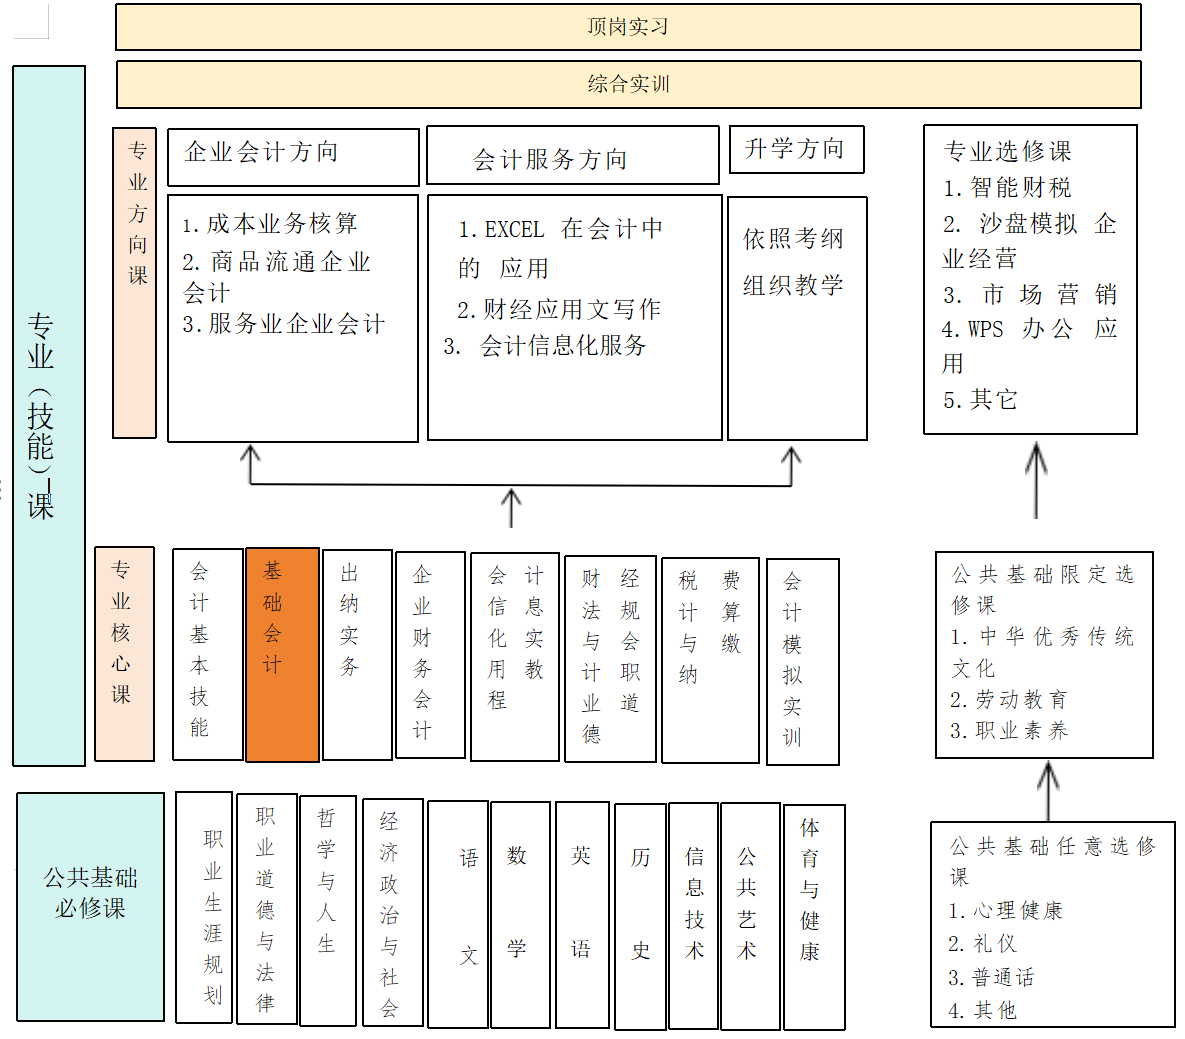 顶岗实习
综合实训
专业（技能）课
专业方向课
企业会计方向
1.成本业务核算
2.商品流通企业
会计
3.服务业企业会计
会计服务方向
1.EXCEL 在会计中
的 应用
2.财经应用文写作
3. 会计信息化服务
升学方向
依照考纲
组织教学
专业选修课
1.智能财税
2. 沙盘模拟 企
业经营
3. 市 场 营 销
4.WPS 办公 应
用
5.其它
专业核心课
会计基本技能
基础会计
出纳实务
企业财务会计
会 计
信 息
化 实
用 教
程
财 经
法 规
与 会
计 职
业 道
德
税 费
计 算
与 缴
纳
会计模拟实训
公共基础限定选
修课
1.中华优秀传统
文化
2.劳动教育
3.职业素养
公共基础
必修课
职业生涯规划
职业道德与法律
哲学与人生
经济政治与社会
语文
数学
英语
历史
信息技术
公共艺术
体育与健康
公共基础任意选修
课
1.心理健康
2.礼仪
3.普通话
4.其他